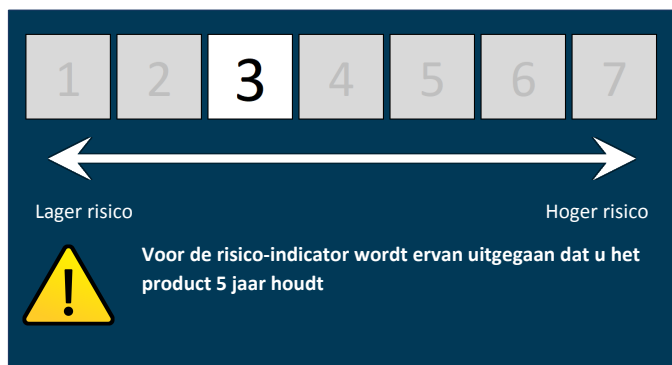 1 2 3 4 5 6 7
Lager risico Hoger risico
Voor de risico-indicator wordt ervan uitgegaan dat u het
product 5 jaar houdt